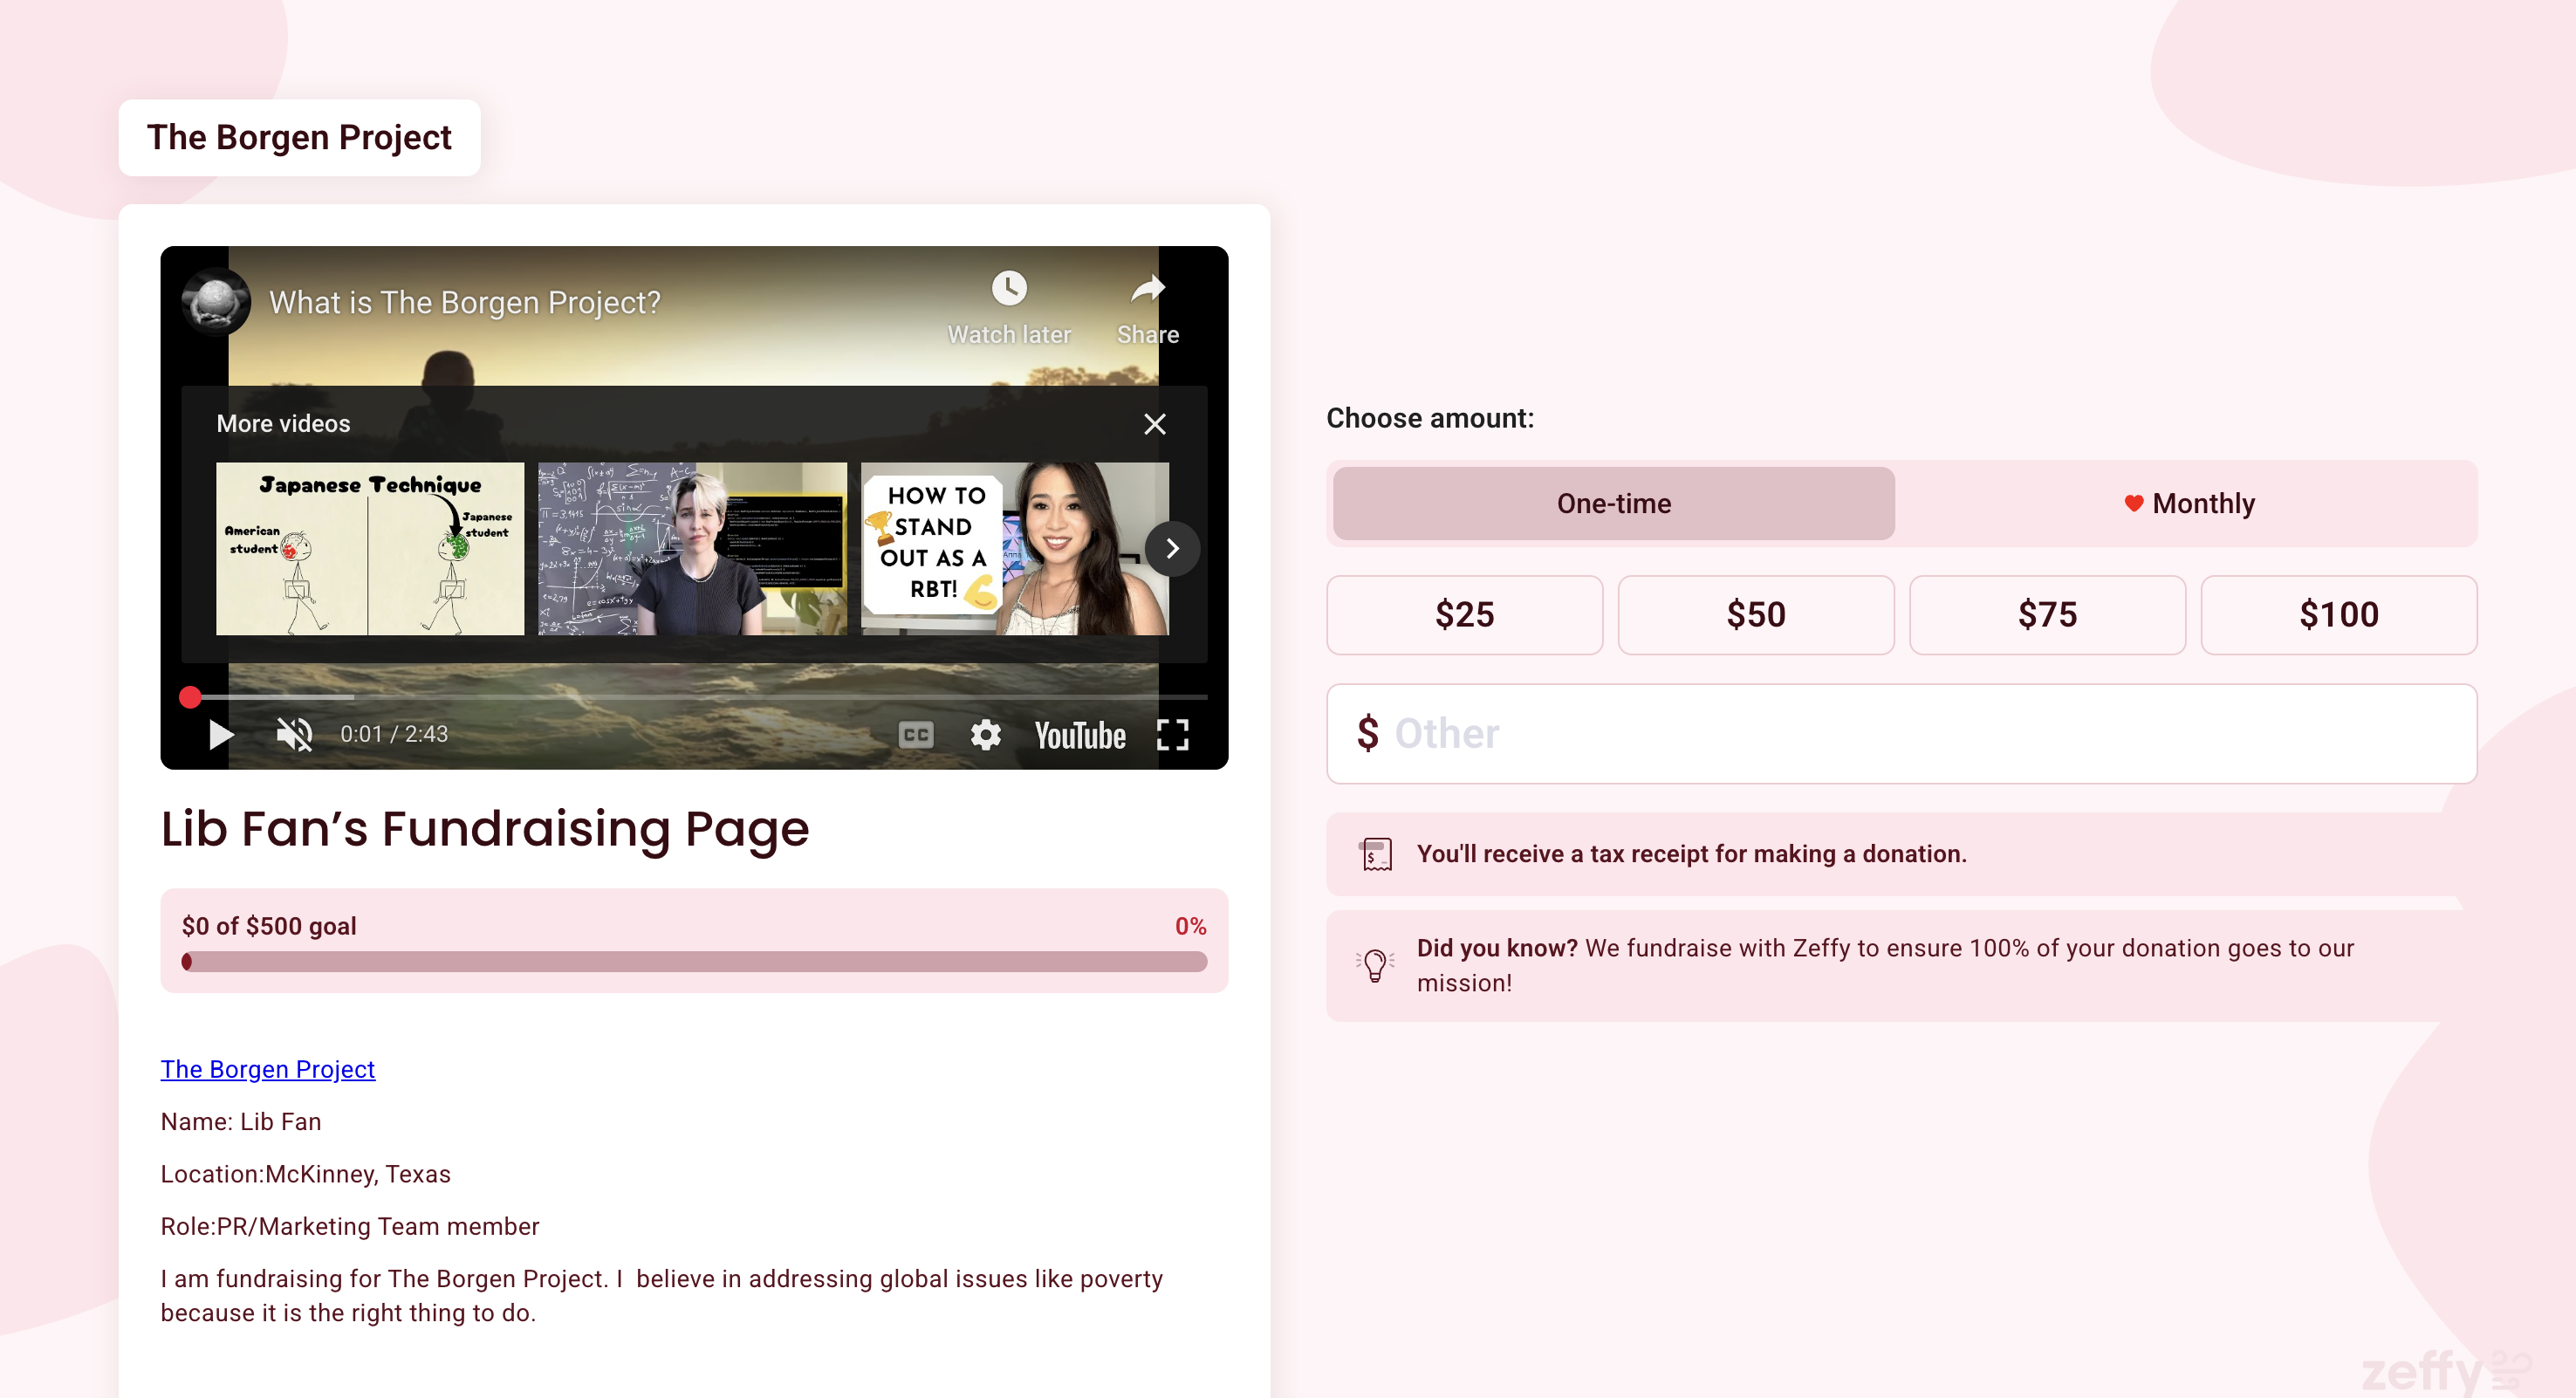 The Borgen Project
What is The Borgen Project?
Watch later
Share
More videos
Japanese Technique
American
student
Japanese
student
HOW TO
STAND
OUT AS A
RBT!
0:01 / 2:43
CC
YouTube
Lib Fan’s Fundraising Page
$0 of $500 goal
0%
The Borgen Project
Name: Lib Fan
Location:McKinney, Texas
Role:PR/Marketing Team member
I am fundraising for The Borgen Project. I  believe in addressing global issues like poverty
because it is the right thing to do.
Choose amount:
One-time
Monthly
$25
$50
$75
$100
$ Other
You'll receive a tax receipt for making a donation.
Did you know? We fundraise with Zeffy to ensure 100% of your donation goes to our
mission!
zeffy